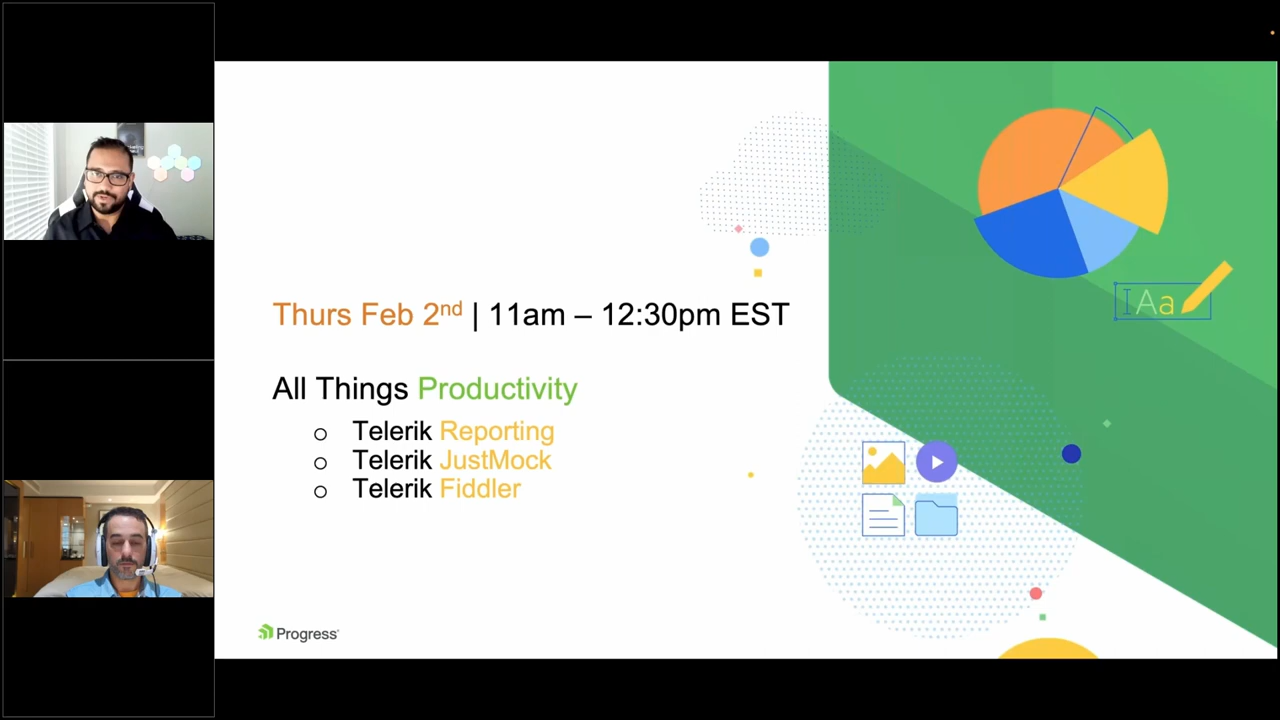 Thurs Feb 2nd | 11am – 12:30pm EST
IAa
All Things Productivity
Telerik Reporting
Telerik JustMock
Telerik Fiddler
Progress